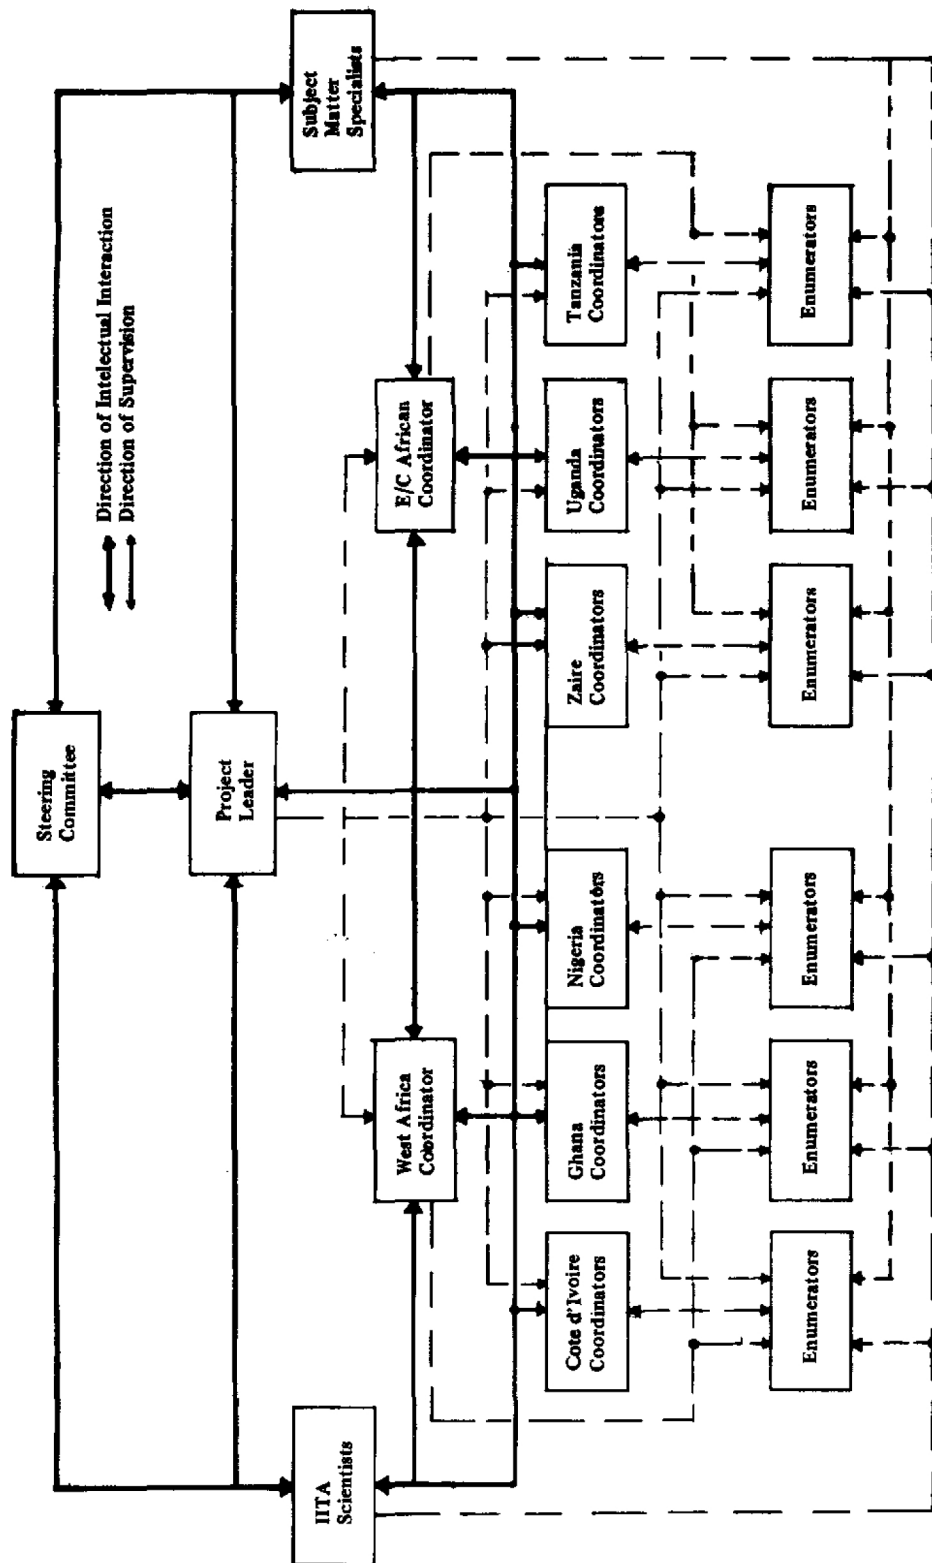 Steering
Committee
Direction of Intelectual Interaction
Direction of Supervision
Project
Leader
IITA
Scientists
Subject
Matter
Specialists
West Africa
Coordinator
E/C African
Coordinator
Cote d'Ivoire
Coordinators
Ghana
Coordinators
Nigeria
Coordinators
Zaire
Coordinators
Uganda
Coordinators
Tanzania
Coordinators
Enumerators
Enumerators
Enumerators
Enumerators
Enumerators
Enumerators